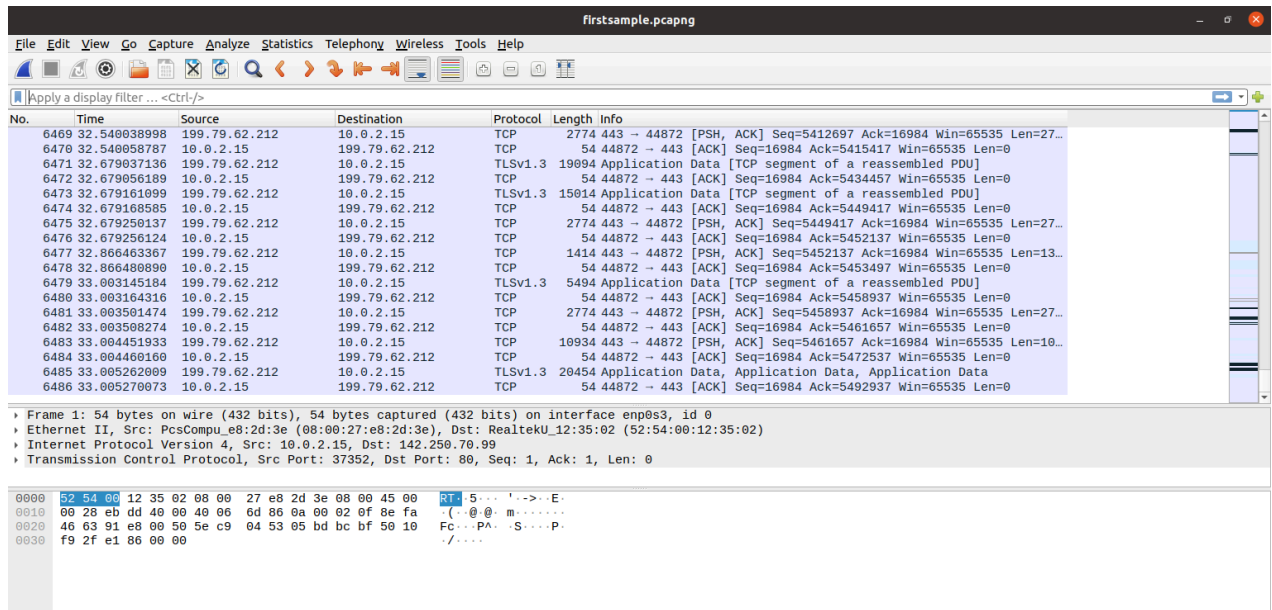 firstsample.pcapng
File Edit View Go Capture Analyze Statistics Telephony Wireless Tools Help
Apply a display filter … <Ctrl-/>
No. Time Source Destination Protocol Length Info
6469 32.540038998 199.79.62.212 10.0.2.15 TCP 2774 443 → 44872 [PSH, ACK] Seq=5412697 Ack=16984 Win=65535 Len=27…
6470 32.540058787 10.0.2.15 199.79.62.212 TCP 54 44872 → 443 [ACK] Seq=16984 Ack=5415417 Win=65535 Len=0
6471 32.679037136 199.79.62.212 10.0.2.15 TLSv1.3 19094 Application Data [TCP segment of a reassembled PDU]
6472 32.679056189 10.0.2.15 199.79.62.212 TCP 54 44872 → 443 [ACK] Seq=16984 Ack=5434457 Win=65535 Len=0
6473 32.679161099 199.79.62.212 10.0.2.15 TLSv1.3 15014 Application Data [TCP segment of a reassembled PDU]
6474 32.679168585 10.0.2.15 199.79.62.212 TCP 54 44872 → 443 [ACK] Seq=16984 Ack=5449417 Win=65535 Len=0
6475 32.679250137 199.79.62.212 10.0.2.15 TCP 2774 443 → 44872 [PSH, ACK] Seq=5449417 Ack=16984 Win=65535 Len=27…
6476 32.679256124 10.0.2.15 199.79.62.212 TCP 54 44872 → 443 [ACK] Seq=16984 Ack=5452137 Win=65535 Len=0
6477 32.866463367 199.79.62.212 10.0.2.15 TCP 1414 443 → 44872 [PSH, ACK] Seq=5452137 Ack=16984 Win=65535 Len=13…
6478 32.866480890 10.0.2.15 199.79.62.212 TCP 54 44872 → 443 [ACK] Seq=16984 Ack=5453497 Win=65535 Len=0
6479 33.003145184 199.79.62.212 10.0.2.15 TLSv1.3 5494 Application Data [TCP segment of a reassembled PDU]
6480 33.003164316 10.0.2.15 199.79.62.212 TCP 54 44872 → 443 [ACK] Seq=16984 Ack=5458937 Win=65535 Len=0
6481 33.003501474 199.79.62.212 10.0.2.15 TCP 2774 443 → 44872 [PSH, ACK] Seq=5458937 Ack=16984 Win=65535 Len=27…
6482 33.003508274 10.0.2.15 199.79.62.212 TCP 54 44872 → 443 [ACK] Seq=16984 Ack=5461657 Win=65535 Len=0
6483 33.004451933 199.79.62.212 10.0.2.15 TCP 10934 443 → 44872 [PSH, ACK] Seq=5461657 Ack=16984 Win=65535 Len=10…
6484 33.004460160 10.0.2.15 199.79.62.212 TCP 54 44872 → 443 [ACK] Seq=16984 Ack=5472537 Win=65535 Len=0
6485 33.005262009 199.79.62.212 10.0.2.15 TLSv1.3 20454 Application Data, Application Data, Application Data
6486 33.005270073 10.0.2.15 199.79.62.212 TCP 54 44872 → 443 [ACK] Seq=16984 Ack=5492937 Win=65535 Len=0
Frame 1: 54 bytes on wire (432 bits), 54 bytes captured (432 bits) on interface enp0s3, id 0
Ethernet II, Src: PcsCompu_e8:2d:3e (08:00:27:e8:2d:3e), Dst: RealtekU_12:35:02 (52:54:00:12:35:02)
Internet Protocol Version 4, Src: 10.0.2.15, Dst: 142.250.70.99
Transmission Control Protocol, Src Port: 37352, Dst Port: 80, Seq: 1, Ack: 1, Len: 0
0000 52 54 00 12 35 02 08 00 27 e8 2d 3e 08 00 45 00 RT··5··· '·->··E·
0010 00 28 eb dd 40 00 40 06 6d 86 0a 00 02 0f 8e fa ·(··@·@· m·······
0020 46 63 91 e8 00 50 5e c9 04 53 05 bd bc bf 50 10 Fc···P^· ·S····P·
0030 f9 2f e1 86 00 00 ·/····